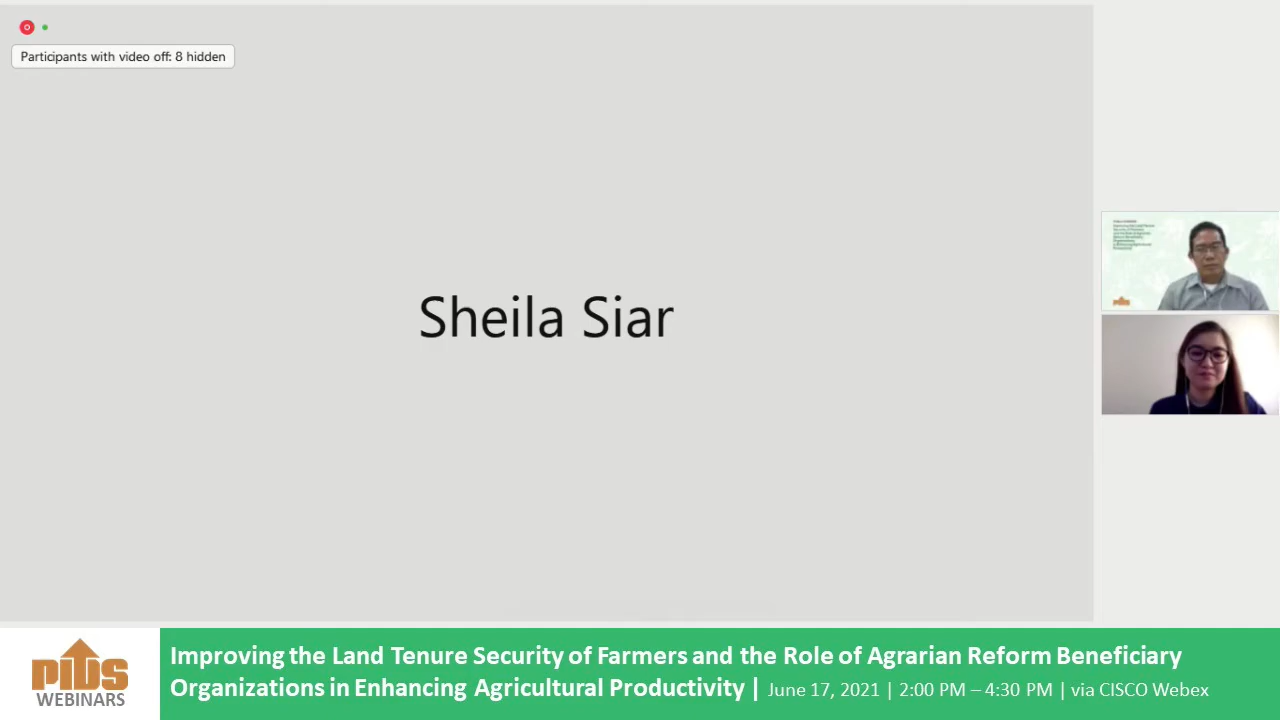 Participants with video off: 8 hidden
Sheila Siar
PIDS
WEBINARS
Improving the Land Tenure Security of Farmers and the Role of Agrarian Reform Beneficiary
Organizations in Enhancing Agricultural Productivity | June 17, 2021 | 2:00 PM – 4:30 PM | via CISCO Webex